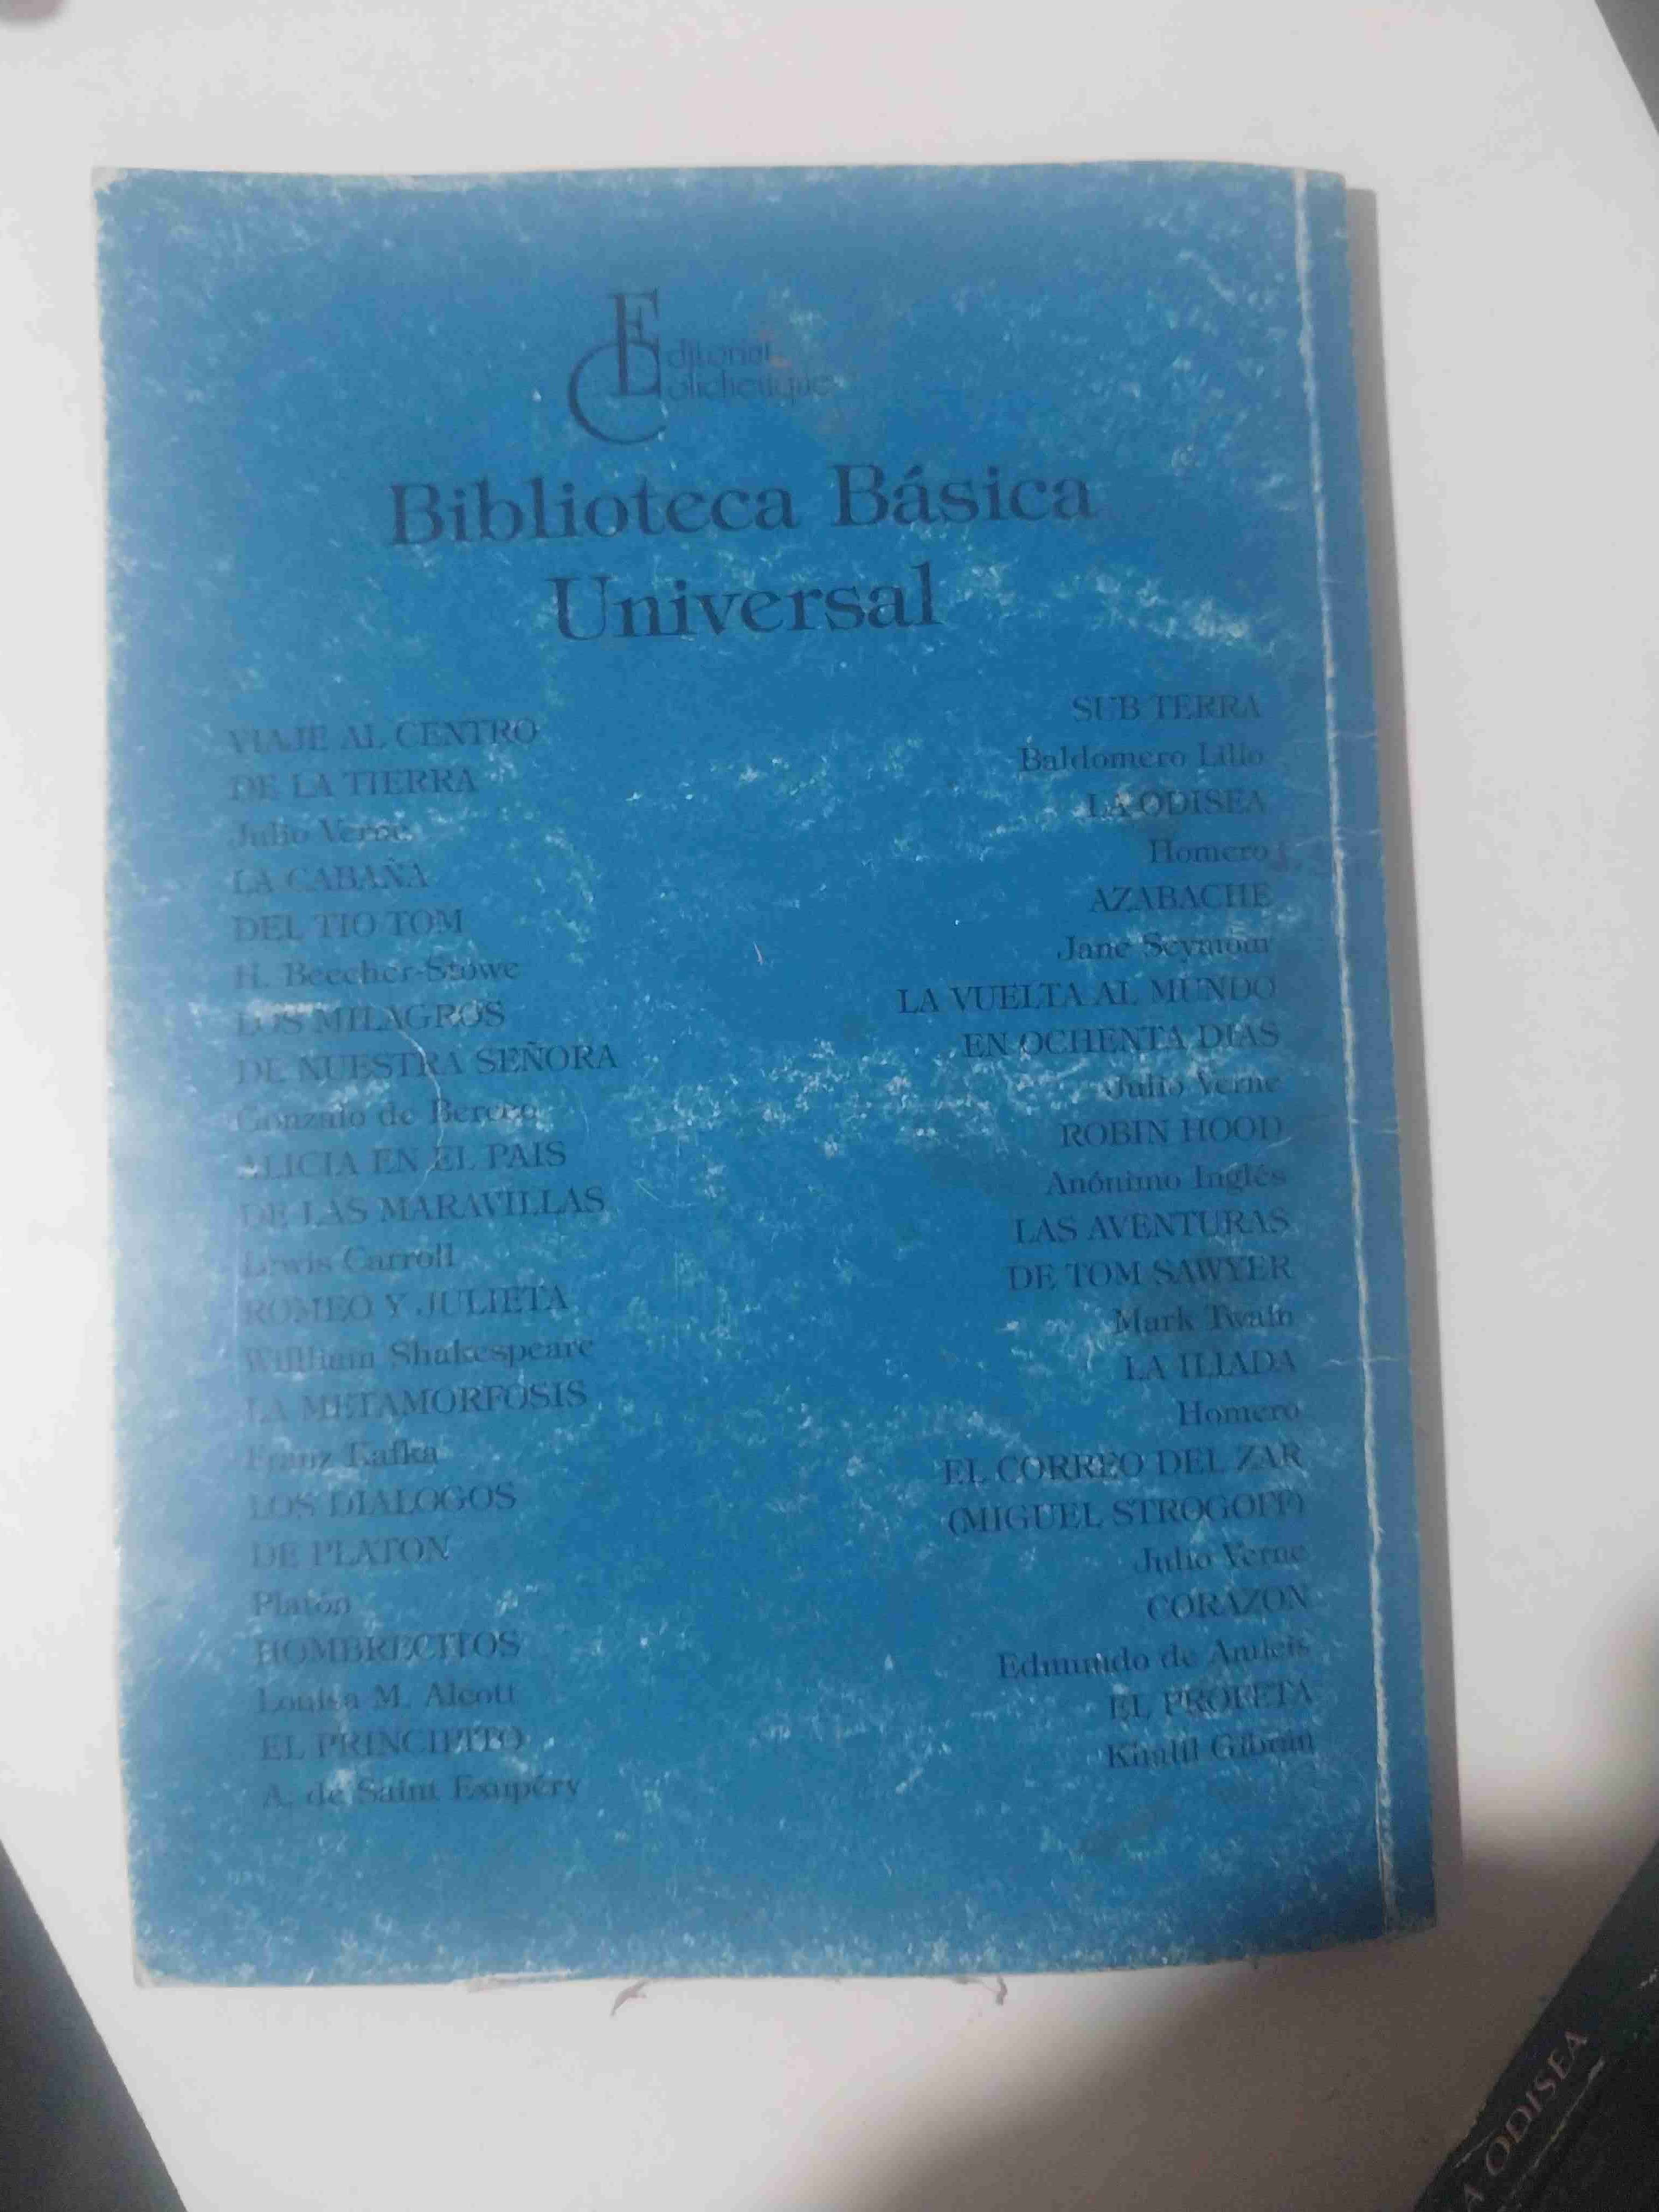 Editorial
Colicheuque
Biblioteca Básica
Universal
VIAJE AL CENTRO
DE LA TIERRA
Julio Verne
LA CABAÑA
DEL TIO TOM
H. Beecher-Stowe
LOS MILAGROS
DE NUESTRA SEÑORA
Gonzalo de Berceo
ALICIA EN EL PAIS
DE LAS MARAVILLAS
Lewis Carroll
ROMEO Y JULIETA
William Shakespeare
LA METAMORFOSIS
Franz Kafka
LOS DIALOGOS
DE PLATON
Platón
HOMBRECITOS
Louisa M. Alcott
EL PRINCIPITO
A. de Saint Exupéry
SUB TERRA
Baldomero Lillo
LA ODISEA
Homero
AZABACHE
Jane Seymour
LA VUELTA AL MUNDO
EN OCHENTA DIAS
Julio Verne
ROBIN HOOD
Anónimo Inglés
LAS AVENTURAS
DE TOM SAWYER
Mark Twain
LA ILIADA
Homero
EL CORREO DEL ZAR
(MIGUEL STROGOFF)
Julio Verne
CORAZON
Edmundo de Amicis
EL PROFETA
Khalil Gibrán
A ODISEA